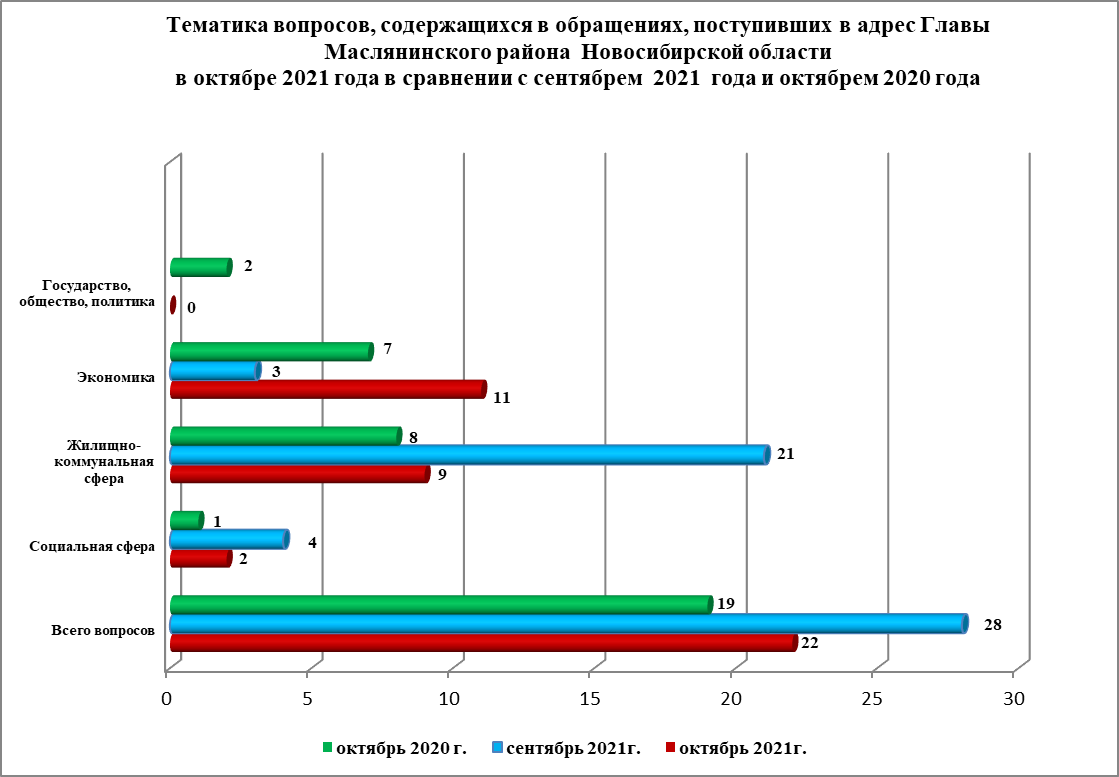 Тематика вопросов, содержащихся в обращениях, поступивших в адрес Главы
Маслянинского района Новосибирской области
в октябре 2021 года в сравнении с сентябрем 2021 года и октябрем 2020 года
Государство,
общество, политика
2
0
Экономика
7
3
11
Жилищно-
коммунальная
сфера
8
21
9
Социальная сфера
1
4
2
Всего вопросов
19
28
22
0 5 10 15 20 25 30
октябрь 2020 г. сентябрь 2021г. октябрь 2021г.